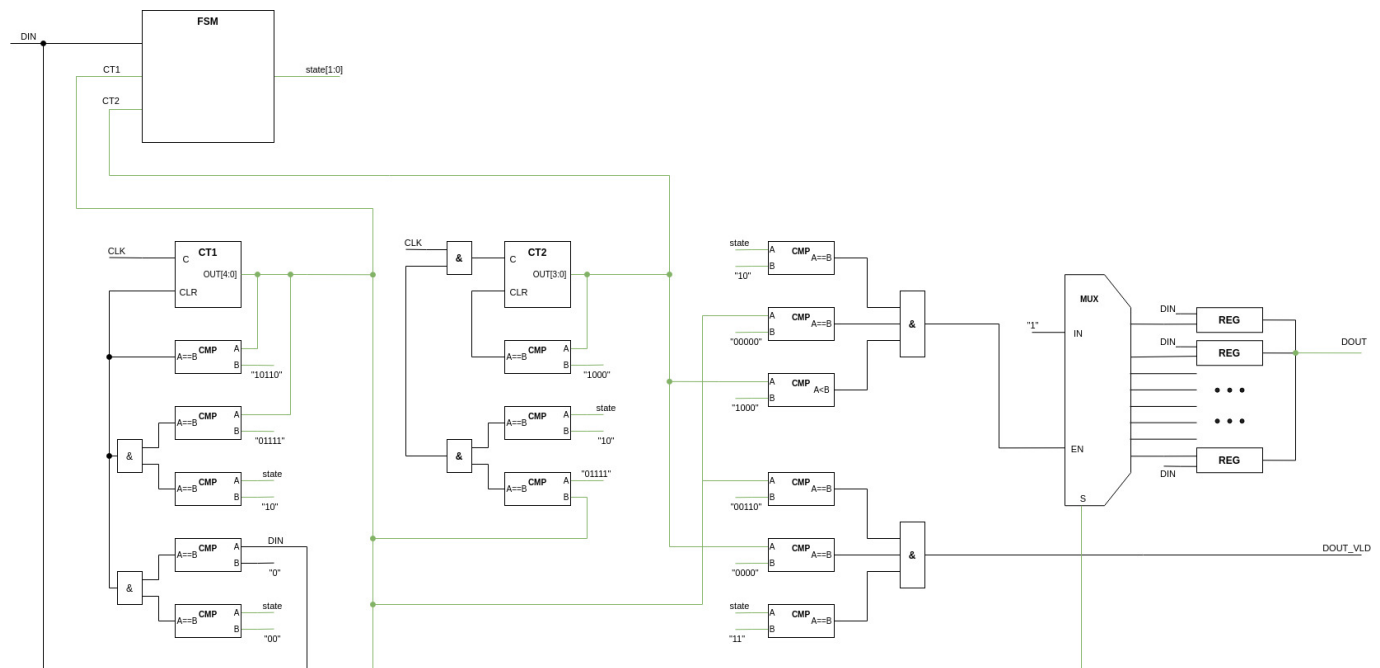 FSM
DIN
CT1
state[1:0]
CT2
CLK
CT1
C
OUT[4:0]
CLR
CMP
A==B
A
B
"10110"
CMP
A==B
A
B
"01111"
&
CMP
A==B
A
B
state
"10"
CMP
A==B
A
B
DIN
"0"
&
CMP
A==B
A
B
state
"00"
CLK
&
CT2
C
OUT[3:0]
CLR
CMP
A==B
A
B
"1000"
CMP
A==B
A
B
state
"10"
&
CMP
A==B
A
B
"01111"
state
"10"
A
B
CMP
A==B
"00000"
A
B
CMP
A==B
&
"1000"
A
B
CMP
A<B
"00110"
A
B
CMP
A==B
"0000"
A
B
CMP
A==B
&
state
"11"
A
B
CMP
A==B
MUX
"1"
IN
EN
S
DIN
REG
DIN
REG
DOUT
• • •
• • •
REG
DIN
DOUT_VLD